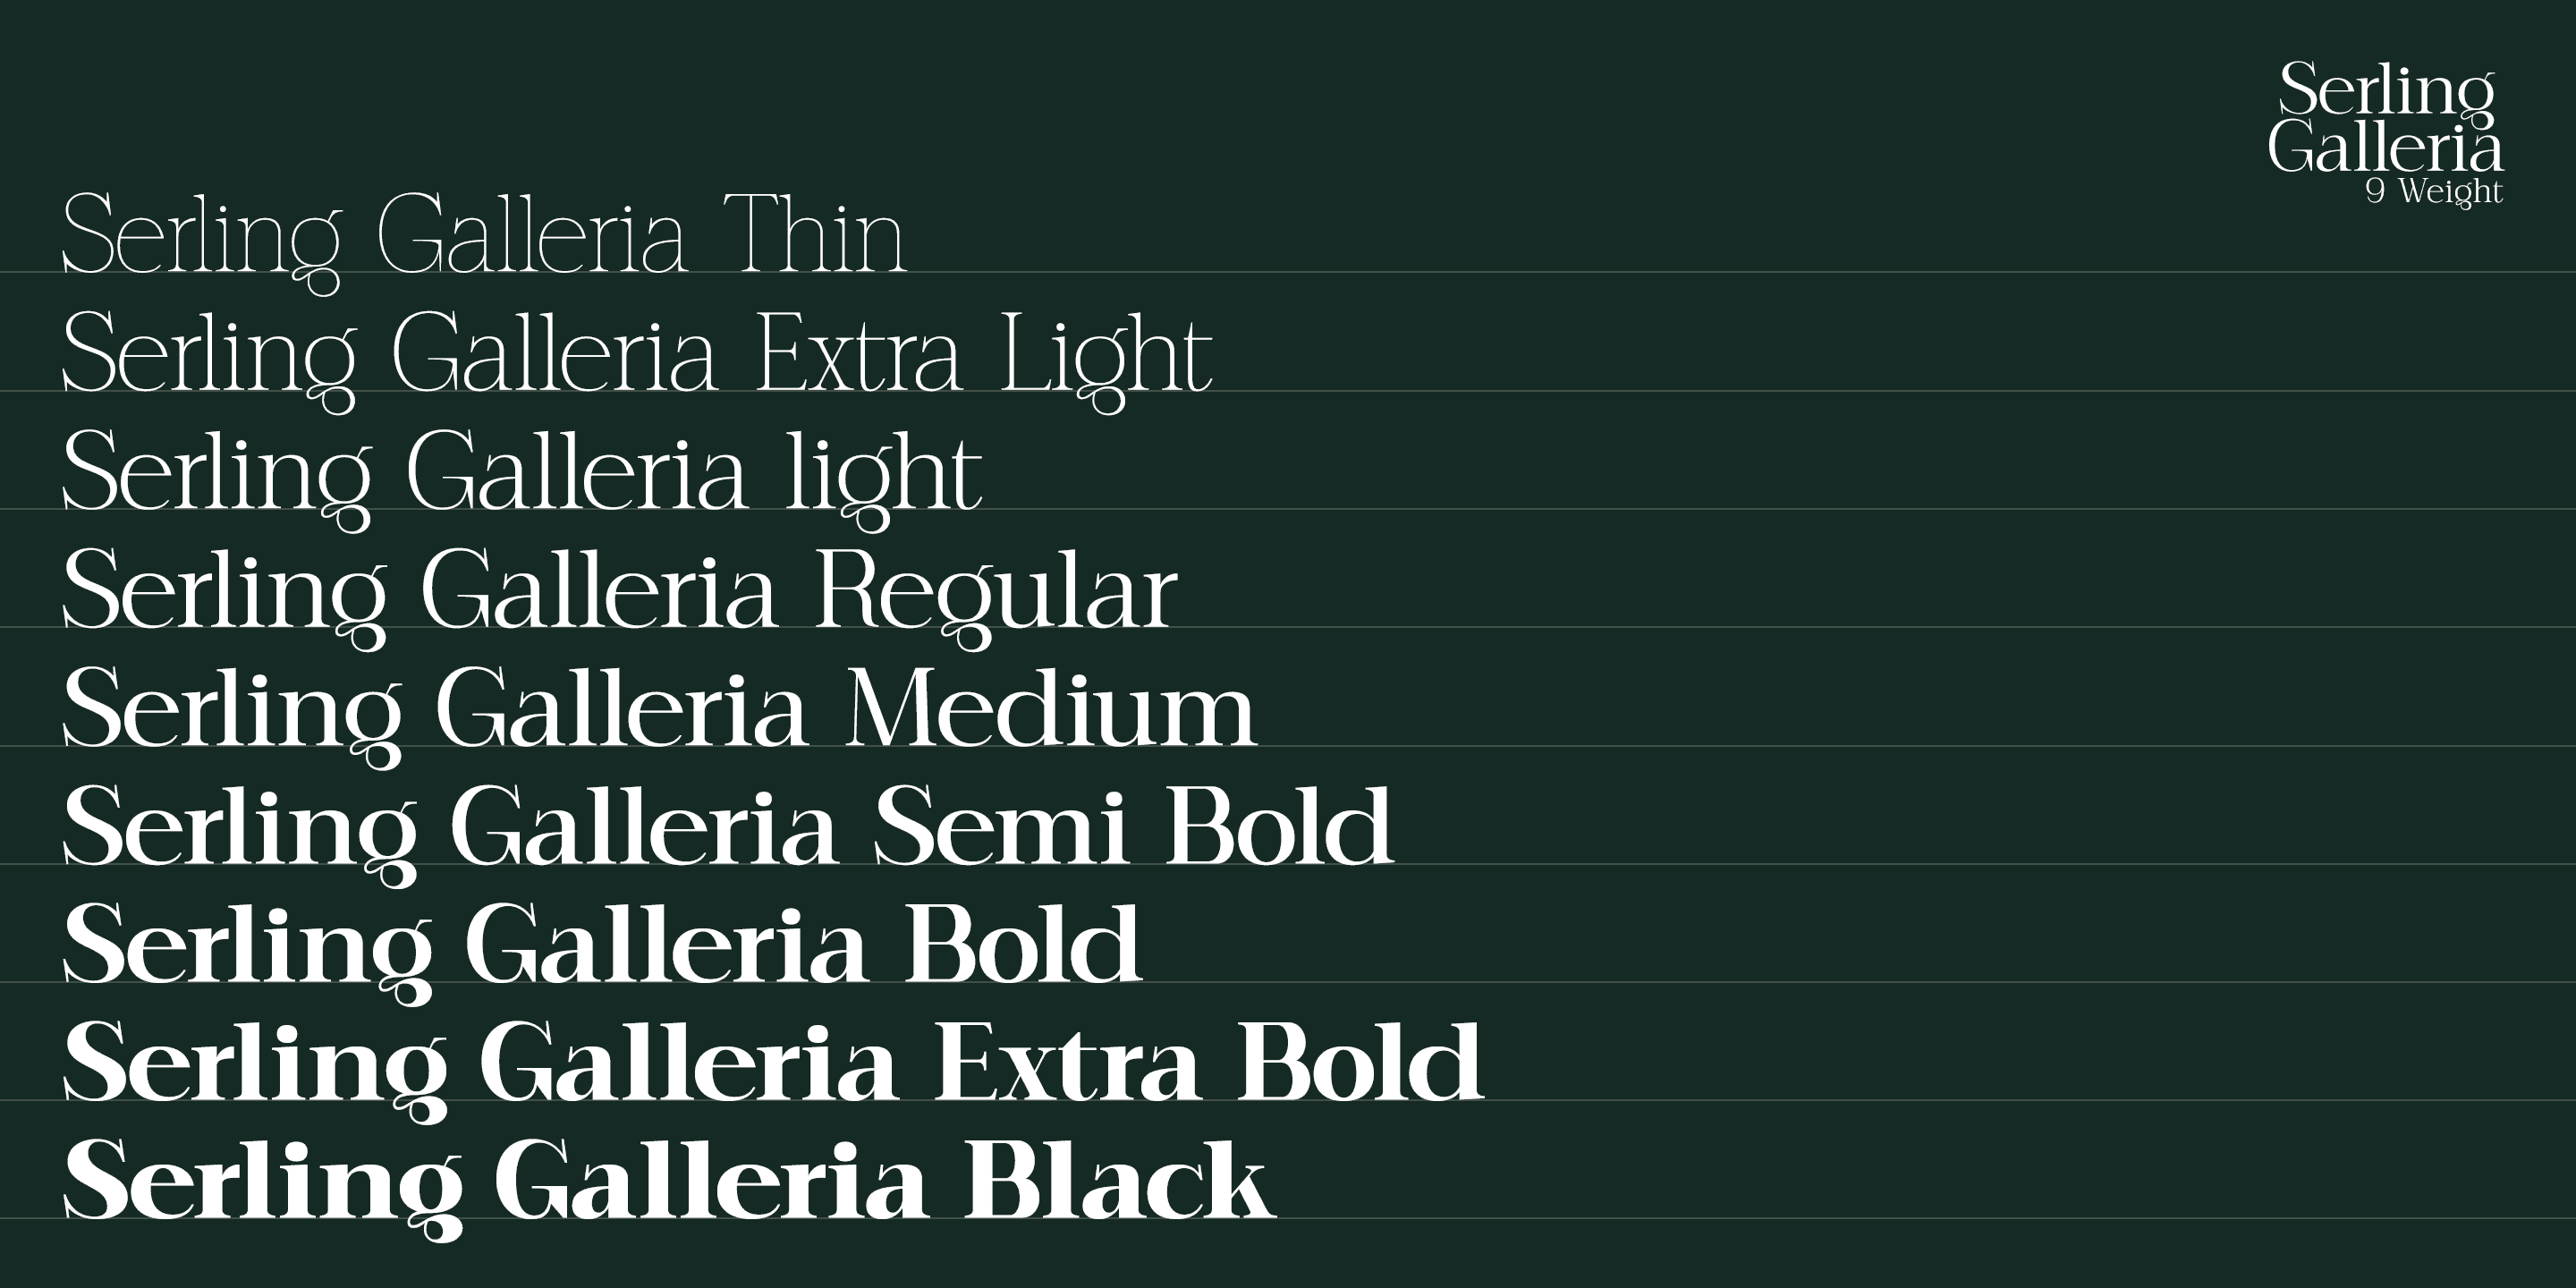 Serling
Galleria
9 Weight
Serling Galleria Thin
Serling Galleria Extra Light
Serling Galleria light
Serling Galleria Regular
Serling Galleria Medium
Serling Galleria Semi Bold
Serling Galleria Bold
Serling Galleria Extra Bold
Serling Galleria Black